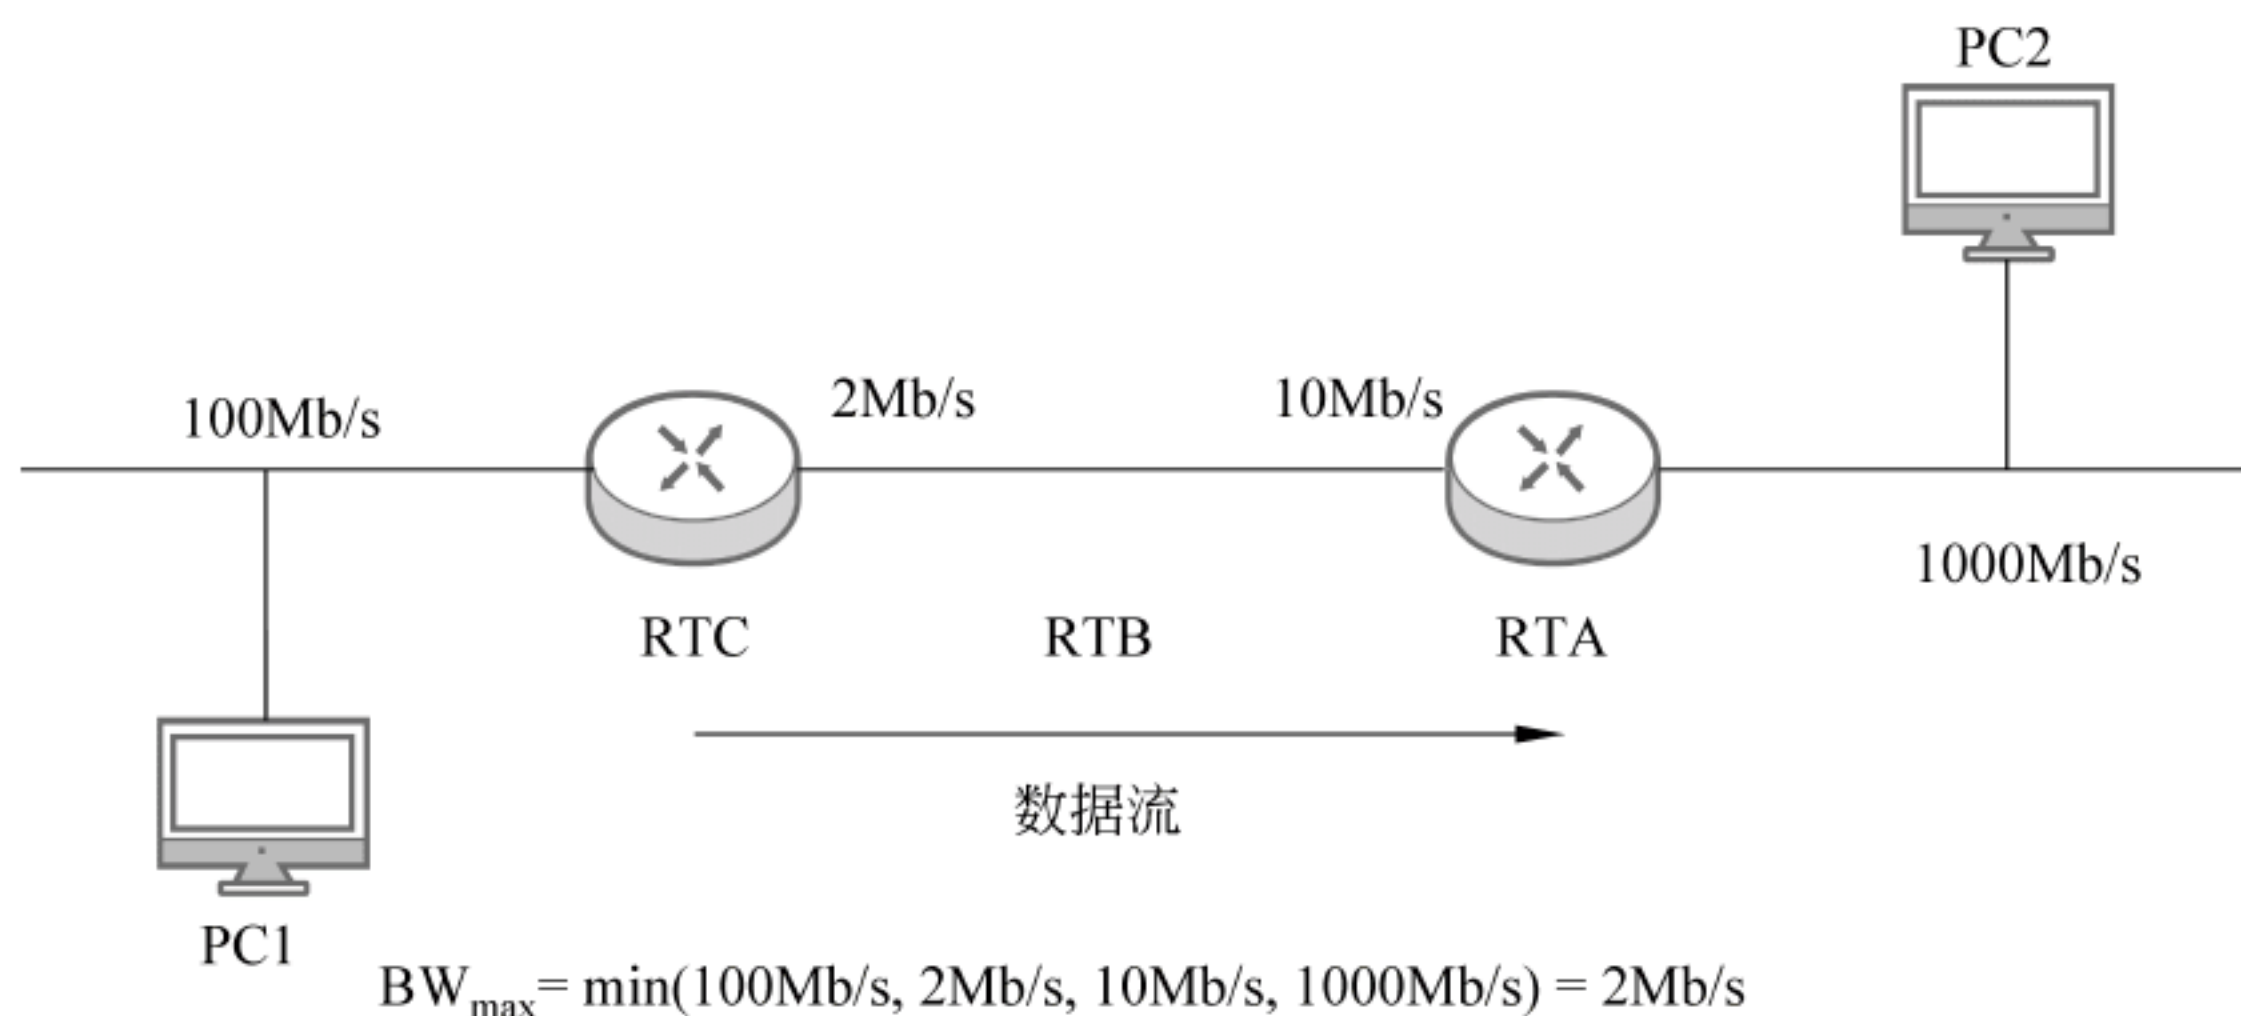 PC2
100Mb/s
2Mb/s
10Mb/s
1000Mb/s
RTC
RTB
RTA
数据流
PC1
BWmax= min(100Mb/s, 2Mb/s, 10Mb/s, 1000Mb/s) = 2Mb/s